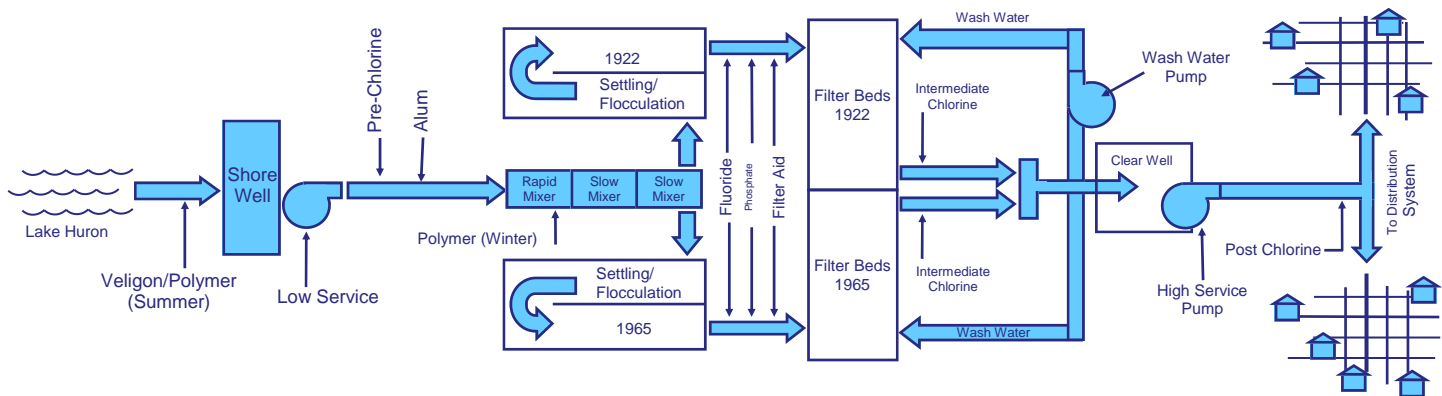 Lake Huron
Veligon/Polymer
(Summer)
Shore
Well
Low Service
Pre-Chlorine
Alum
Rapid
Mixer
Slow
Mixer
Slow
Mixer
Polymer (Winter)
1922
Settling/
Flocculation
Settling/
Flocculation
1965
Fluoride
Phosphate
Filter Aid
Filter Beds
1922
Filter Beds
1965
Wash Water
Intermediate
Chlorine
Intermediate
Chlorine
Wash Water
Wash Water
Pump
Clear Well
High Service
Pump
Post Chlorine
To Distribution
System